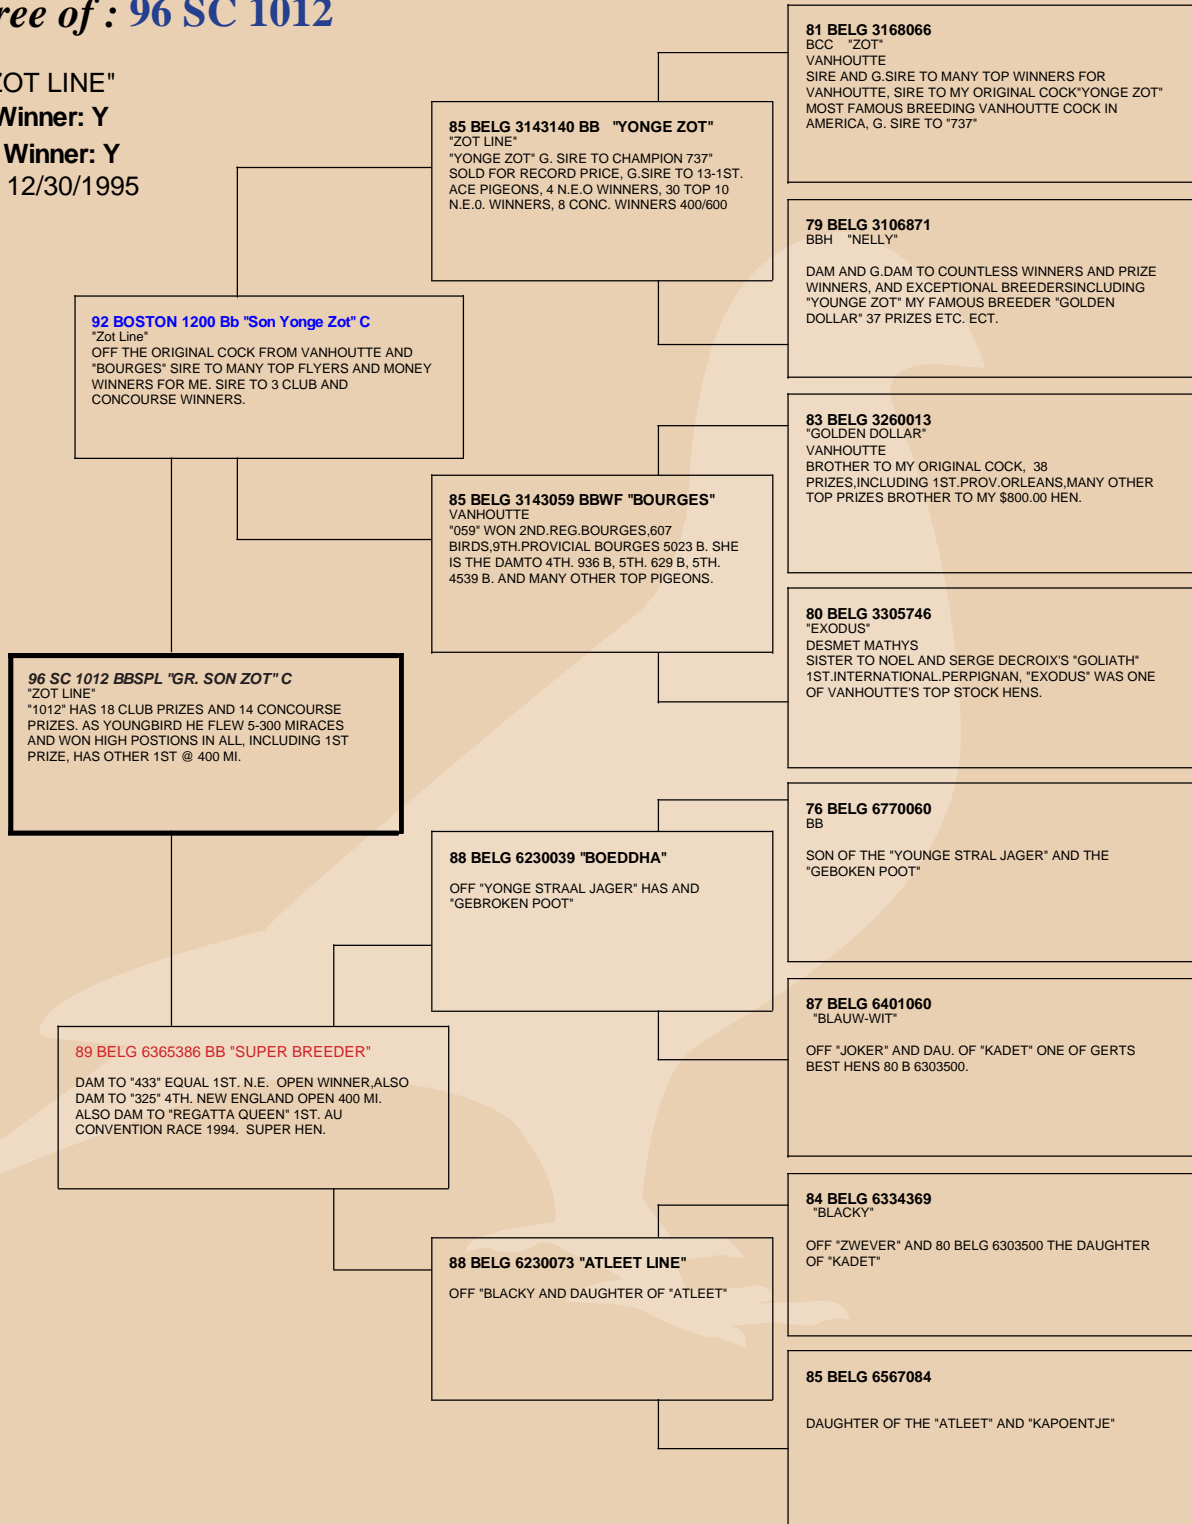 ree of : 96 SC 1012
ZOT LINE"
Winner: Y
Winner: Y
12/30/1995
81 BELG 3168066
BCC "ZOT"
VANHOUTTE
SIRE AND G.SIRE TO MANY TOP WINNERS FOR
VANHOUTTE, SIRE TO MY ORIGINAL COCK"YONGE ZOT"
MOST FAMOUS BREEDING VANHOUTTE COCK IN
AMERICA, G. SIRE TO "737"
85 BELG 3143140 BB "YONGE ZOT"
"ZOT LINE"
"YONGE ZOT" G. SIRE TO CHAMPION 737"
SOLD FOR RECORD PRICE, G.SIRE TO 13-1ST.
ACE PIGEONS, 4 N.E.O WINNERS, 30 TOP 10
N.E.0. WINNERS, 8 CONC. WINNERS 400/600
79 BELG 3106871
BBH "NELLY"
DAM AND G.DAM TO COUNTLESS WINNERS AND PRIZE
WINNERS, AND EXCEPTIONAL BREEDERSINCLUDING
"YOUNGE ZOT" MY FAMOUS BREEDER "GOLDEN
DOLLAR" 37 PRIZES ETC. ECT.
92 BOSTON 1200 Bb "Son Yonge Zot" C
"Zot Line"
OFF THE ORIGINAL COCK FROM VANHOUTTE AND
"BOURGES" SIRE TO MANY TOP FLYERS AND MONEY
WINNERS FOR ME. SIRE TO 3 CLUB AND
CONCOURSE WINNERS.
83 BELG 3260013
"GOLDEN DOLLAR"
VANHOUTTE
BROTHER TO MY ORIGINAL COCK, 38
PRIZES,INCLUDING 1ST.PROV.ORLEANS,MANY OTHER
TOP PRIZES BROTHER TO MY $800.00 HEN.
85 BELG 3143059 BBWF "BOURGES"
VANHOUTTE
"059" WON 2ND.REG.BOURGES,607
BIRDS,9TH.PROVICIAL BOURGES 5023 B. SHE
IS THE DAMTO 4TH. 936 B, 5TH. 629 B, 5TH.
4539 B. AND MANY OTHER TOP PIGEONS.
80 BELG 3305746
"EXODUS"
DESMET MATHYS
SISTER TO NOEL AND SERGE DECROIX'S "GOLIATH"
1ST.INTERNATIONAL.PERPIGNAN, "EXODUS" WAS ONE
OF VANHOUTTE'S TOP STOCK HENS.
96 SC 1012 BBSPL "GR. SON ZOT" C
"ZOT LINE"
"1012" HAS 18 CLUB PRIZES AND 14 CONCOURSE
PRIZES. AS YOUNGBIRD HE FLEW 5-300 MIRACES
AND WON HIGH POSTIONS IN ALL, INCLUDING 1ST
PRIZE, HAS OTHER 1ST @ 400 MI.
76 BELG 6770060
BB
SON OF THE "YOUNGE STRAL JAGER" AND THE
"GEBOKEN POOT"
88 BELG 6230039 "BOEDDHA"
OFF "YONGE STRAAL JAGER" HAS AND
"GEBROKEN POOT"
87 BELG 6401060
"BLAUW-WIT"
OFF "JOKER" AND DAU. OF "KADET" ONE OF GERTS
BEST HENS 80 B 6303500.
89 BELG 6365386 BB "SUPER BREEDER"
DAM TO "433" EQUAL 1ST. N.E. OPEN WINNER,ALSO
DAM TO "325" 4TH. NEW ENGLAND OPEN 400 MI.
ALSO DAM TO "REGATTA QUEEN" 1ST. AU
CONVENTION RACE 1994. SUPER HEN.
84 BELG 6334369
"BLACKY"
OFF "ZWEVER" AND 80 BELG 6303500 THE DAUGHTER
OF "KADET"
88 BELG 6230073 "ATLEET LINE"
OFF "BLACKY AND DAUGHTER OF "ATLEET"
85 BELG 6567084
DAUGHTER OF THE "ATLEET" AND "KAPOENTJE"